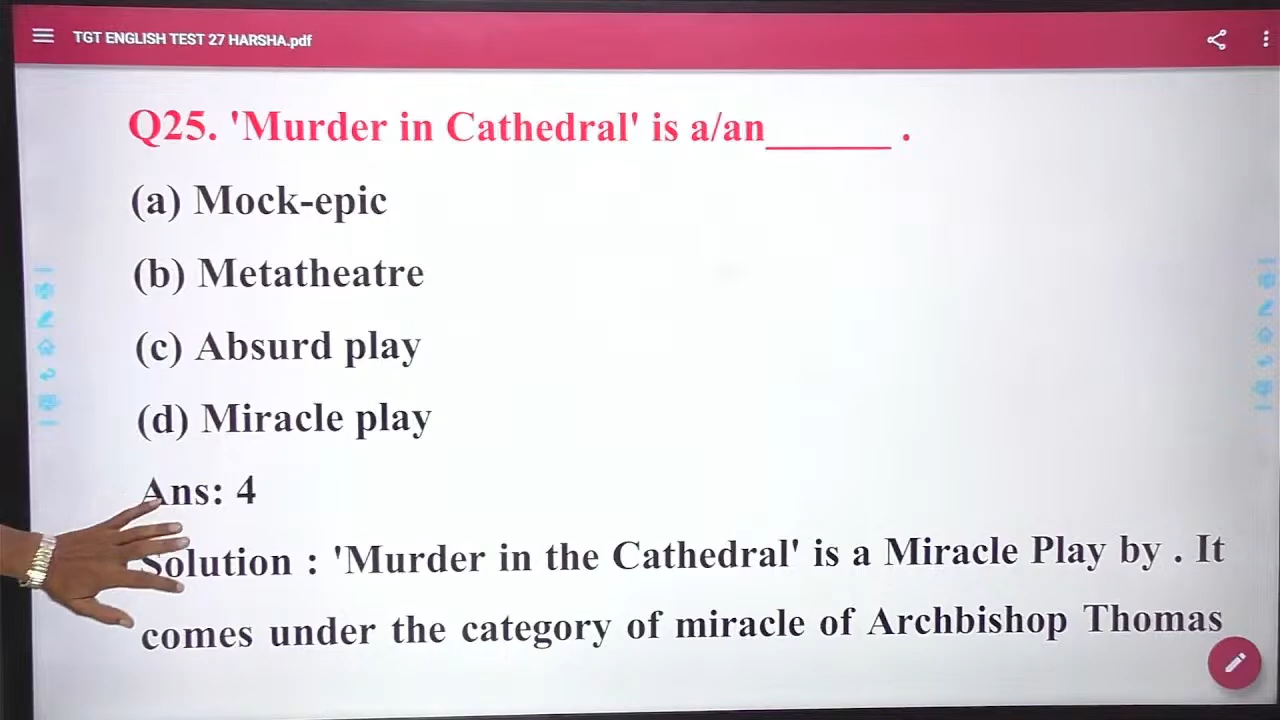 TGT ENGLISH TEST 27 HARSHA.pdf
Q25. 'Murder in Cathedral' is a/an______ .
(a) Mock-epic
(b) Metatheatre
(c) Absurd play
(d) Miracle play
Ans: 4
Solution : 'Murder in the Cathedral' is a Miracle Play by . It
comes under the category of miracle of Archbishop Thomas